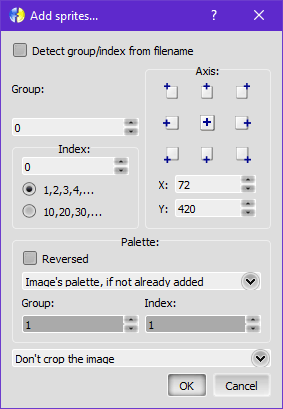 Add sprites...
?
Detect group/index from filename
Group:
Axis:
0
Index:
0
1,2,3,4,...
10,20,30,...
X: 72
Y: 420
Palette:
Reversed
Image's palette, if not already added
Group: Index:
1 1
Don't crop the image
OK Cancel